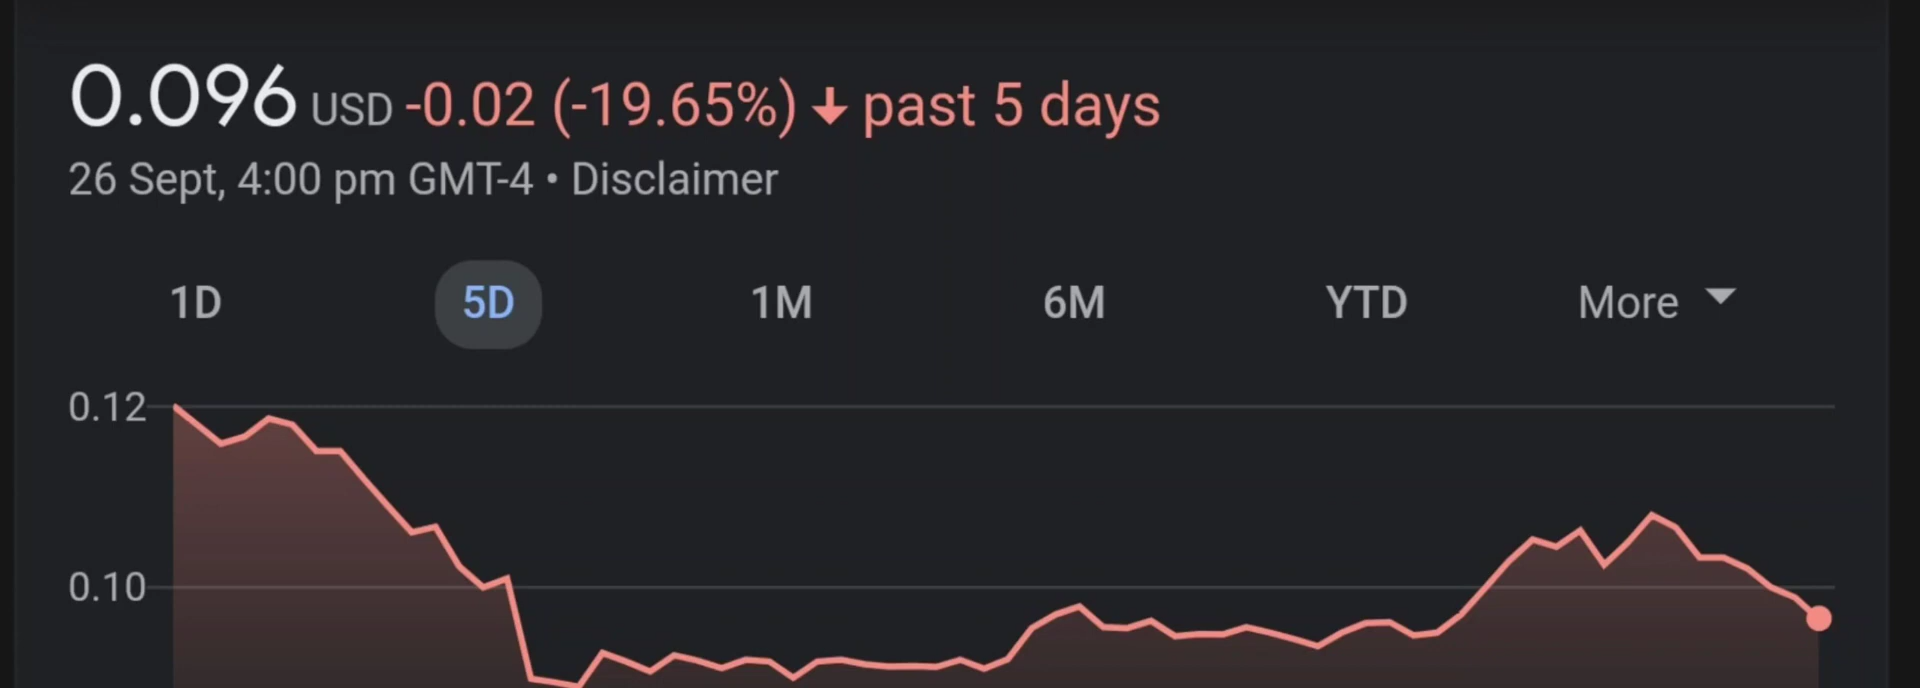 0.096 USD -0.02 (-19.65%) ↓ past 5 days
26 Sept, 4:00 pm GMT-4 • Disclaimer
1D 5D 1M 6M YTD More
0.12
0.10